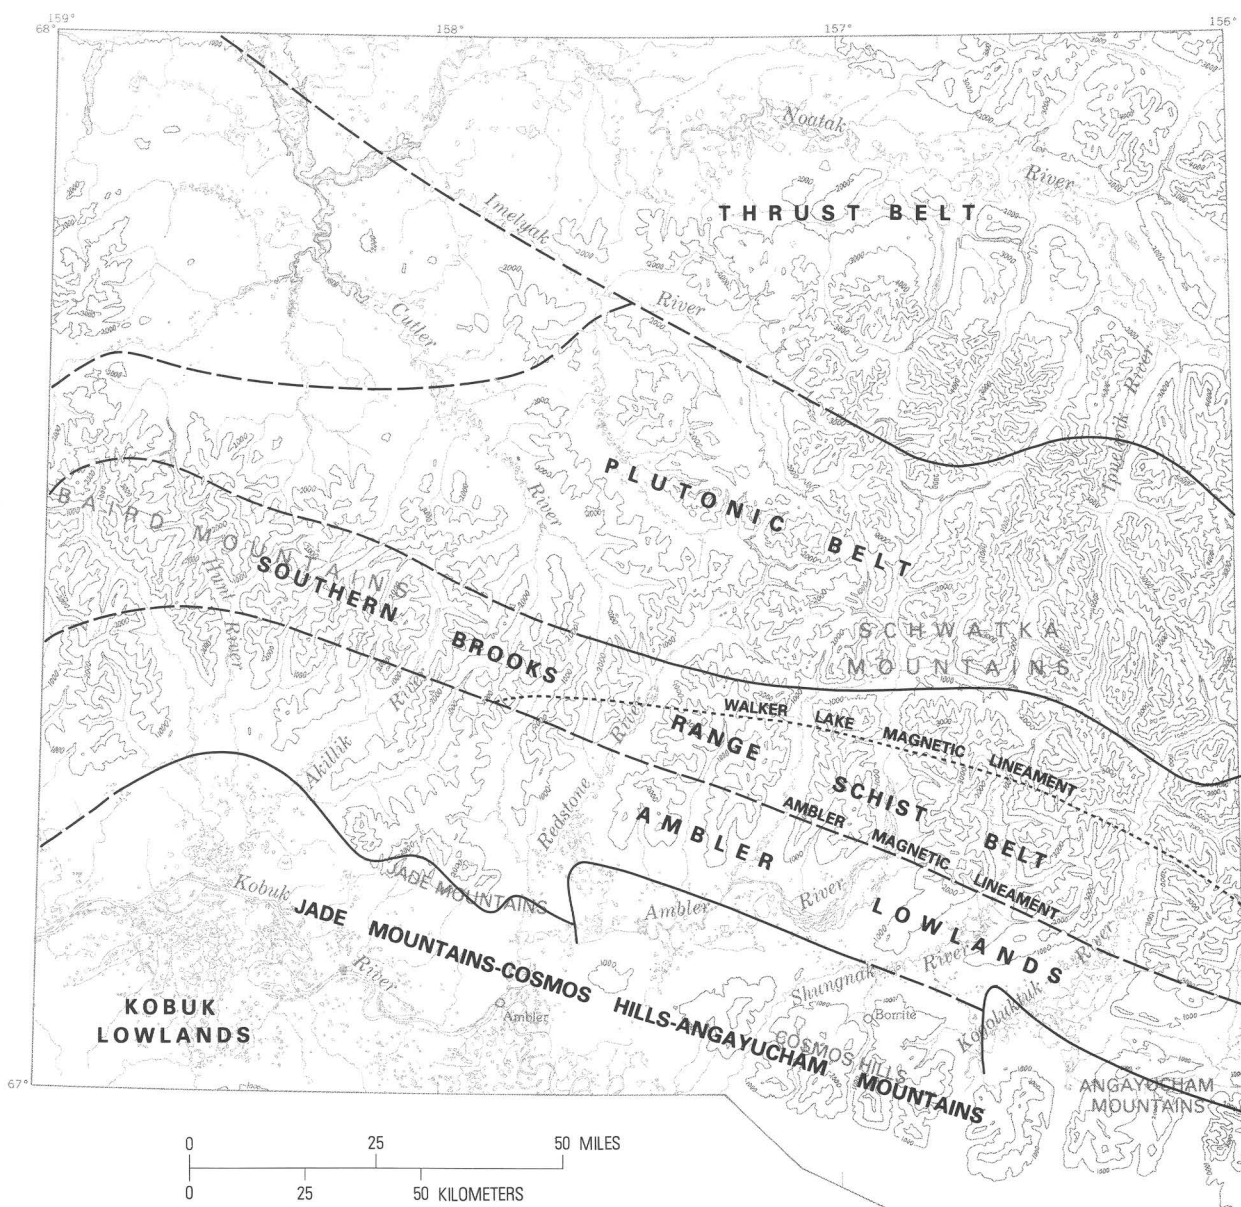 159°
158°
157°
156°
68°
Noatak
River
THRUST BELT
Imelyak
River
Cutler
River
PLUTONIC BELT
BAIRD MOUNTAINS
SOUTHERN BROOKS RANGE SCHIST BELT
Hunt
River
SCHWATKA
MOUNTAINS
WALKER LAKE MAGNETIC LINEAMENT
AMBLER MAGNETIC LINEAMENT
AMBLER LOWLANDS
Akillik
River
Redstone
River
JADE MOUNTAINS
Kobuk
River
Ambler
River
JADE MOUNTAINS-COSMOS HILLS-ANGAYUCHAM MOUNTAINS
Shungnak
River
River
KOBUK
LOWLANDS
Ambler
Bornite
COSMOS HILLS
ANGAYUCHAM
MOUNTAINS
67°
0 25 50 MILES
0 25 50 KILOMETERS